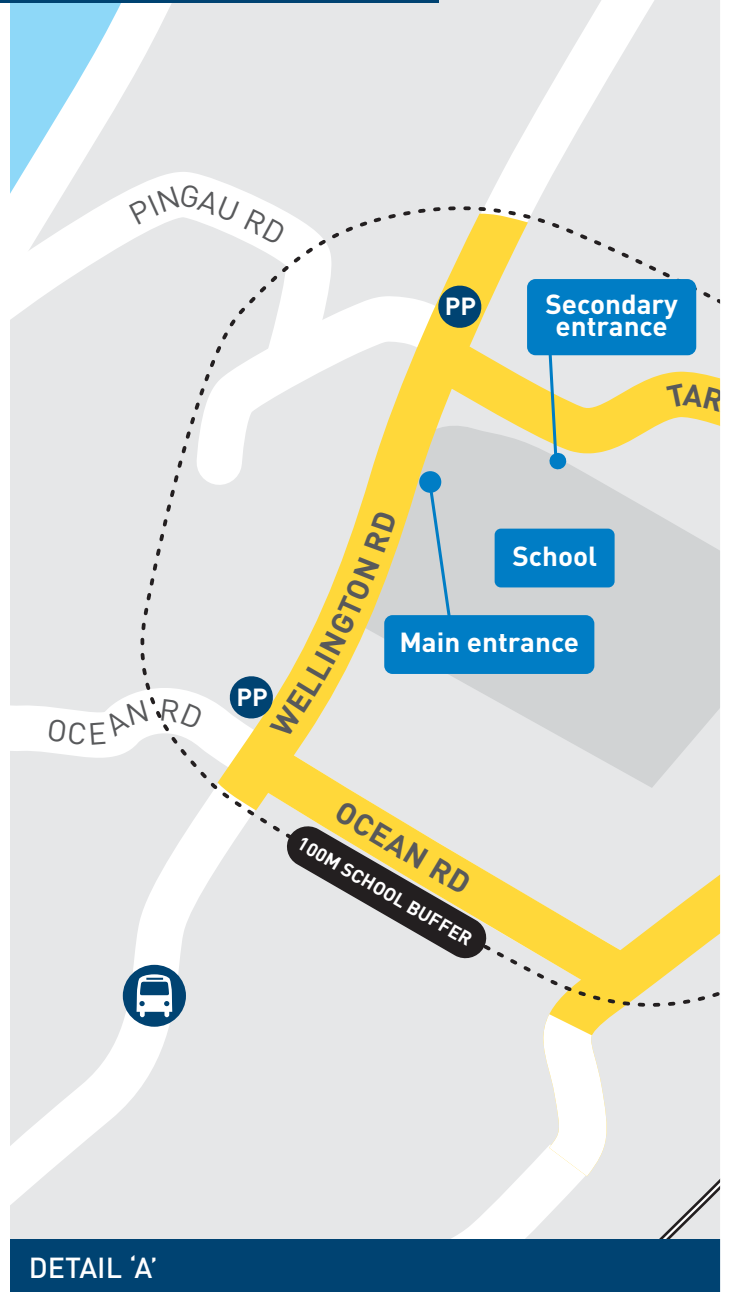 PINGAU RD
PP
Secondary
entrance
TAR
WELLINGTON RD
School
Main entrance
PP
OCEAN RD
OCEAN RD
100M SCHOOL BUFFER
DETAIL ‘A’